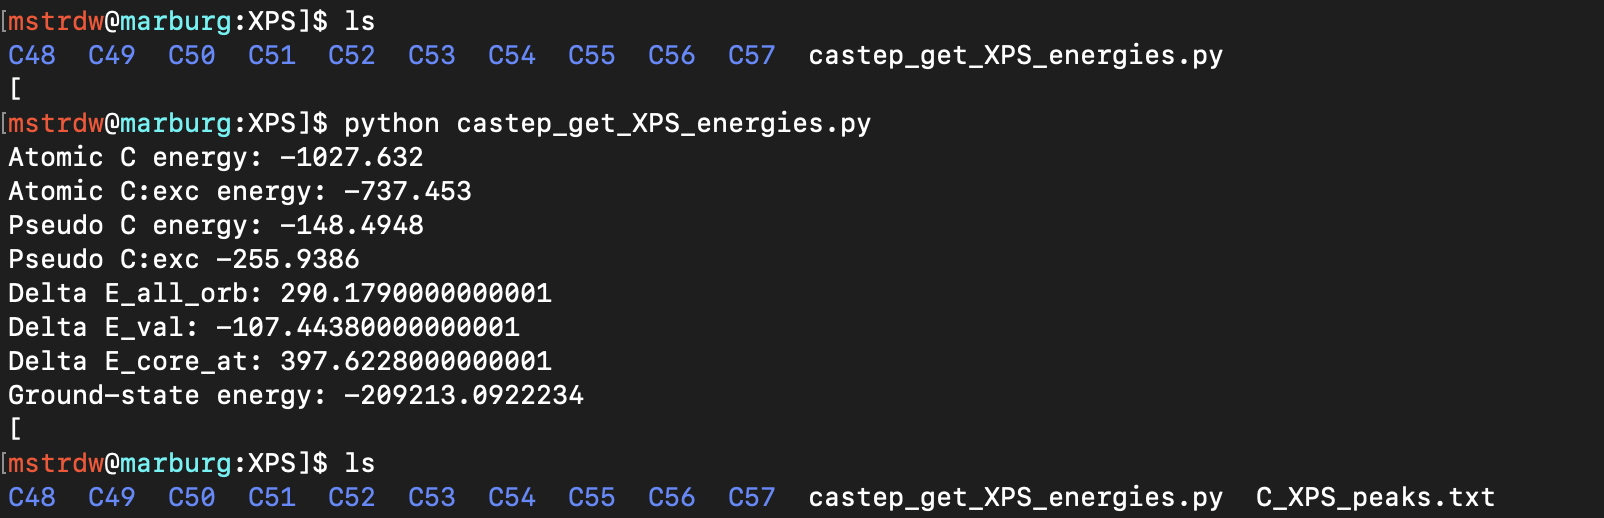 [mstrdw@marburg:XPS]$ ls
C48  C49  C50  C51  C52  C53  C54  C55  C56  C57  castep_get_XPS_energies.py
[
[mstrdw@marburg:XPS]$ python castep_get_XPS_energies.py
Atomic C energy: -1027.632
Atomic C:exc energy: -737.453
Pseudo C energy: -148.4948
Pseudo C:exc -255.9386
Delta E_all_orb: 290.1790000000001
Delta E_val: -107.44380000000001
Delta E_core_at: 397.6228000000001
Ground-state energy: -209213.0922234
[
[mstrdw@marburg:XPS]$ ls
C48  C49  C50  C51  C52  C53  C54  C55  C56  C57  castep_get_XPS_energies.py  C_XPS_peaks.txt